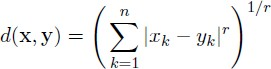 d(x, y) = ( ∑_{k=1}^{n} |x_k − y_k|^r )^{1/r}